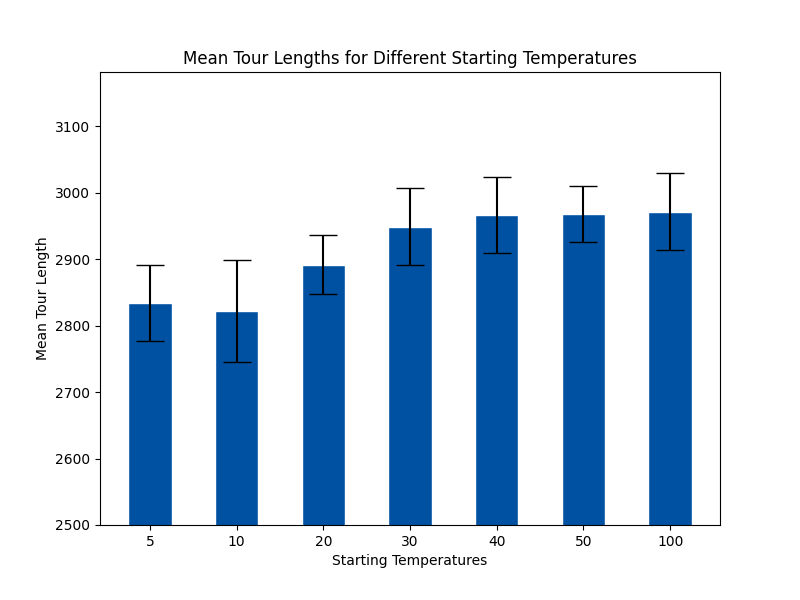 Mean Tour Lengths for Different Starting Temperatures
3100
3000
2900
2800
2700
2600
2500
Mean Tour Length
5 10 20 30 40 50 100
Starting Temperatures